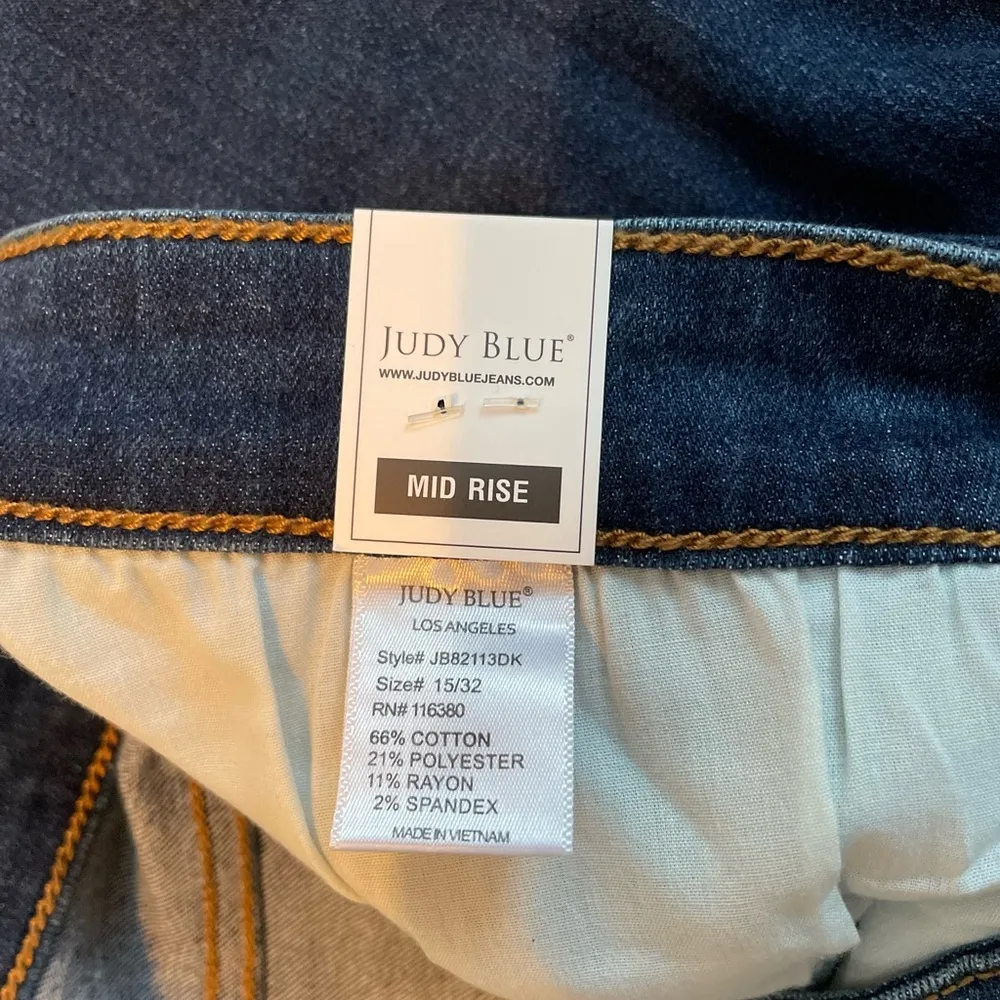 JUDY BLUE®
WWW.JUDYBLUEJEANS.COM
MID RISE
JUDY BLUE®
LOS ANGELES
Style# JB82113DK
Size# 15/32
RN# 116380
66% COTTON
21% POLYESTER
11% RAYON
2% SPANDEX
MADE IN VIETNAM